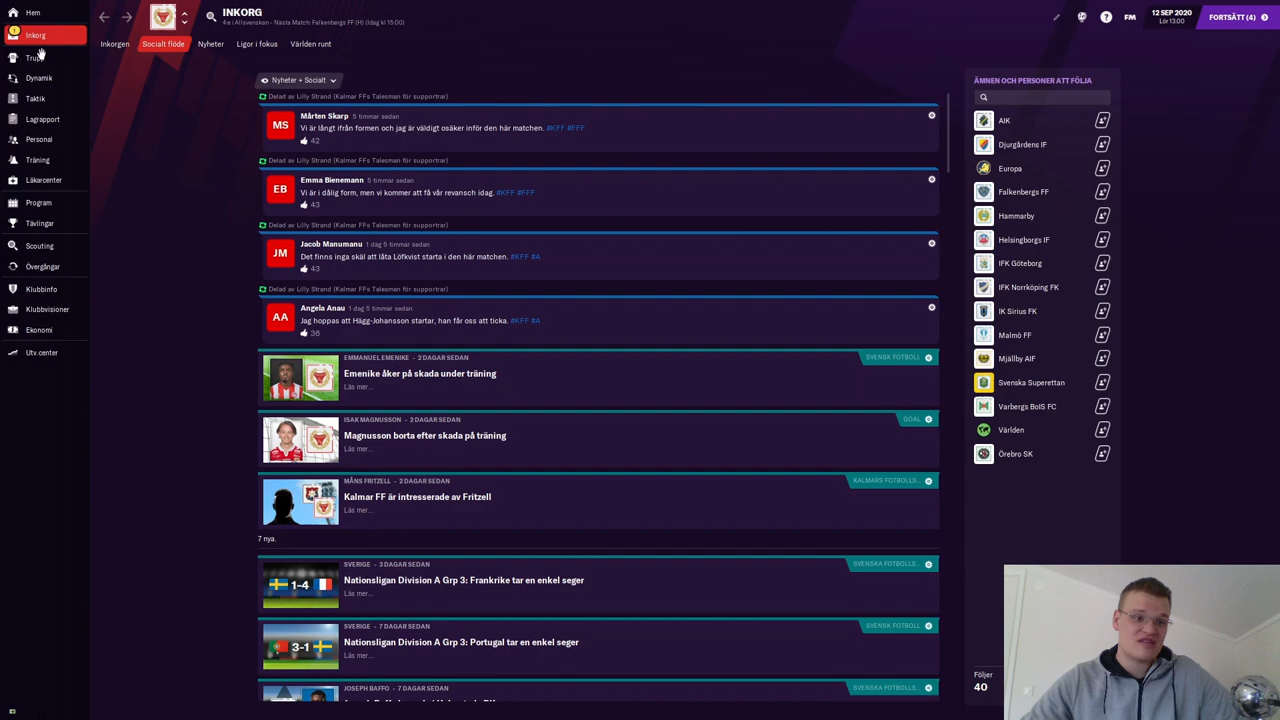 Hem
Inkorg
Trupp
Dynamik
Taktik
Lagrapport
Personal
Träning
Läkarcenter
Program
Tävlingar
Scouting
Övergångar
Klubbinfo
Klubbvisioner
Ekonomi
Utv.center
INKORG
4:e i Allsvenskan - Nästa Match: Falkenbergs FF (H) (Idag kl 15:00)
FM
12 SEP 2020
Lör 13:00
FORTSÄTT (4)
Inkorgen
Socialt flöde
Nyheter
Ligor i fokus
Världen runt
Nyheter + Socialt
Delad av Lilly Strand (Kalmar FFs Talesman för supportrar)
MS
Mårten Skarp 5 timmar sedan
Vi är långt ifrån formen och jag är väldigt osäker inför den här matchen. #KFF #FFF
42
Delad av Lilly Strand (Kalmar FFs Talesman för supportrar)
EB
Emma Bienemann 5 timmar sedan
Vi är i dålig form, men vi kommer att få vår revansch idag. #KFF #FFF
43
Delad av Lilly Strand (Kalmar FFs Talesman för supportrar)
JM
Jacob Manumanu 1 dag 5 timmar sedan
Det finns inga skäl att låta Löfkvist starta i den här matchen. #KFF #A
43
Delad av Lilly Strand (Kalmar FFs Talesman för supportrar)
AA
Angela Anau 1 dag 5 timmar sedan
Jag hoppas att Hägg-Johansson startar, han får oss att ticka. #KFF #A
36
EMMANUEL EMENIKE - 2 DAGAR SEDAN
SVENSK FOTBOLL
Emenike åker på skada under träning
Läs mer...
ISAK MAGNUSSON - 2 DAGAR SEDAN
GOAL
Magnusson borta efter skada på träning
Läs mer...
MÅNS FRITZELL - 2 DAGAR SEDAN
KALMARS FOTBOLLS...
Kalmar FF är intresserade av Fritzell
Läs mer...
7 nya.
SVERIGE - 3 DAGAR SEDAN
SVENSKA FOTBOLLS...
1-4
Nationsligan Division A Grp 3: Frankrike tar en enkel seger
Läs mer...
SVERIGE - 7 DAGAR SEDAN
SVENSK FOTBOLL
3-1
Nationsligan Division A Grp 3: Portugal tar en enkel seger
Läs mer...
JOSEPH BAFFO - 7 DAGAR SEDAN
SVENSKA FOTBOLLS...
ÄMNEN OCH PERSONER ATT FÖLJA
AIK
Djurgårdens IF
Europa
Falkenbergs FF
Hammarby
Helsingborgs IF
IFK Göteborg
IFK Norrköping FK
IK Sirius FK
Malmö FF
Mjällby AIF
Svenska Superettan
Varbergs BoIS FC
Världen
Örebro SK
Följer
40